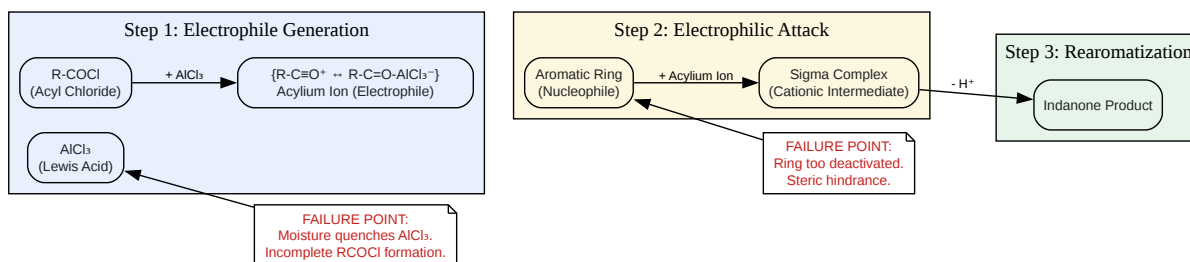 Step 1: Electrophile Generation
R-COCl
(Acyl Chloride)
+ AlCl₃
{R-C≡O⁺ ↔ R-C=O-AlCl₃⁻}
Acylium Ion (Electrophile)
AlCl₃
(Lewis Acid)
FAILURE POINT:
Moisture quenches AlCl₃.
Incomplete RCOCl formation.
Step 2: Electrophilic Attack
Aromatic Ring
(Nucleophile)
+ Acylium Ion
Sigma Complex
(Cationic Intermediate)
FAILURE POINT:
Ring too deactivated.
Steric hindrance.
- H⁺
Step 3: Rearomatization
Indanone Product